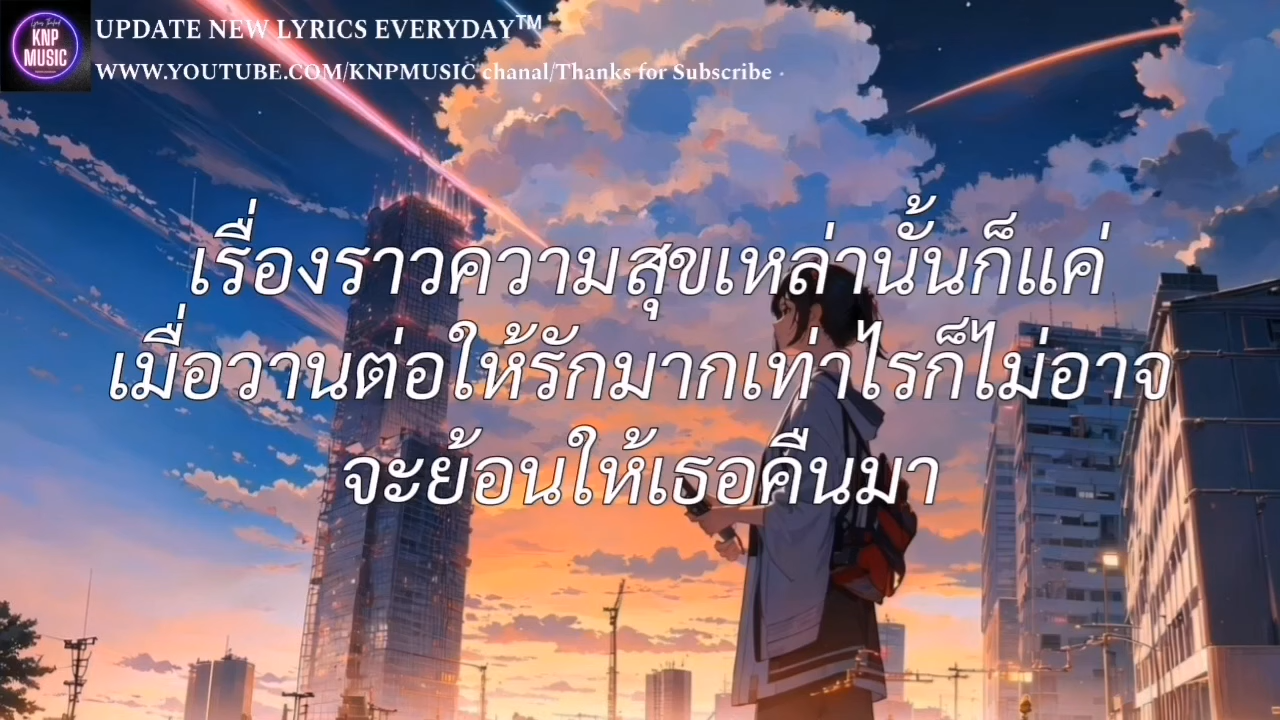 KNP
MUSIC
UPDATE NEW LYRICS EVERYDAY™
WWW.YOUTUBE.COM/KNPMUSIC chanal/Thanks for Subscribe
เรื่องราวความสุขเหล่านั้นก็แค่
เมื่อวานต่อให้รักมากเท่าไรก็ไม่อาจ
จะย้อนให้เธอคืนมา